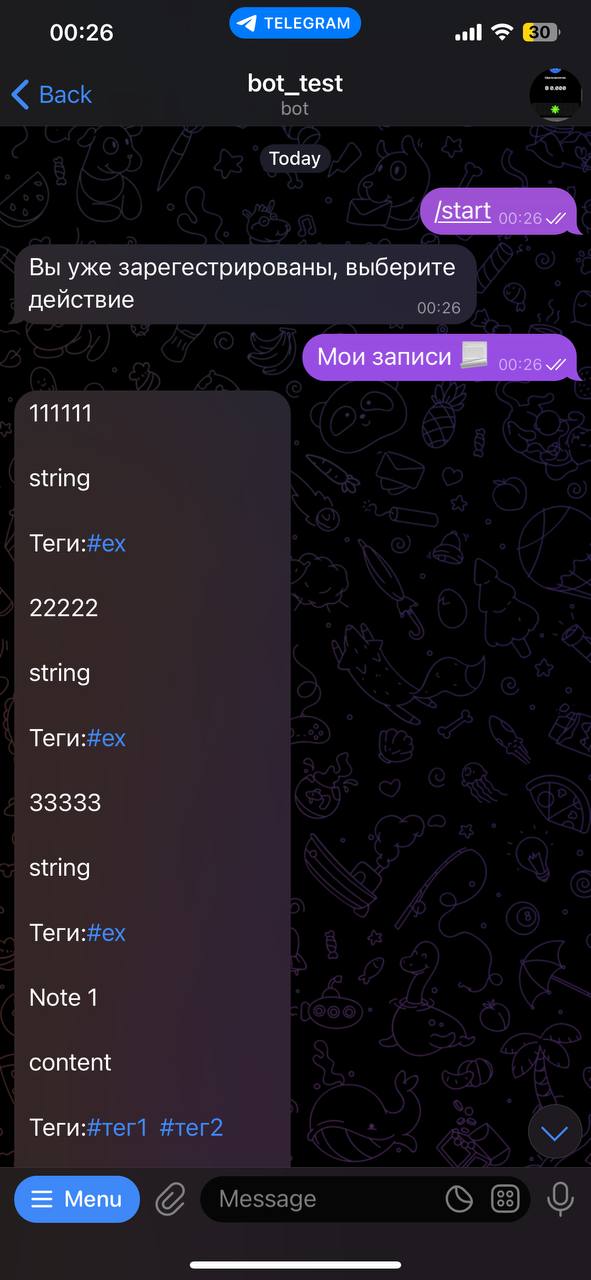 00:26
TELEGRAM
30
Back
bot_test
bot
Today
/start 00:26
Вы уже зарегестрированы, выберите
действие 00:26
Мои записи 00:26
111111
string
Теги:#ex
22222
string
Теги:#ex
33333
string
Теги:#ex
Note 1
content
Теги:#тег1 #тег2
Menu
Message